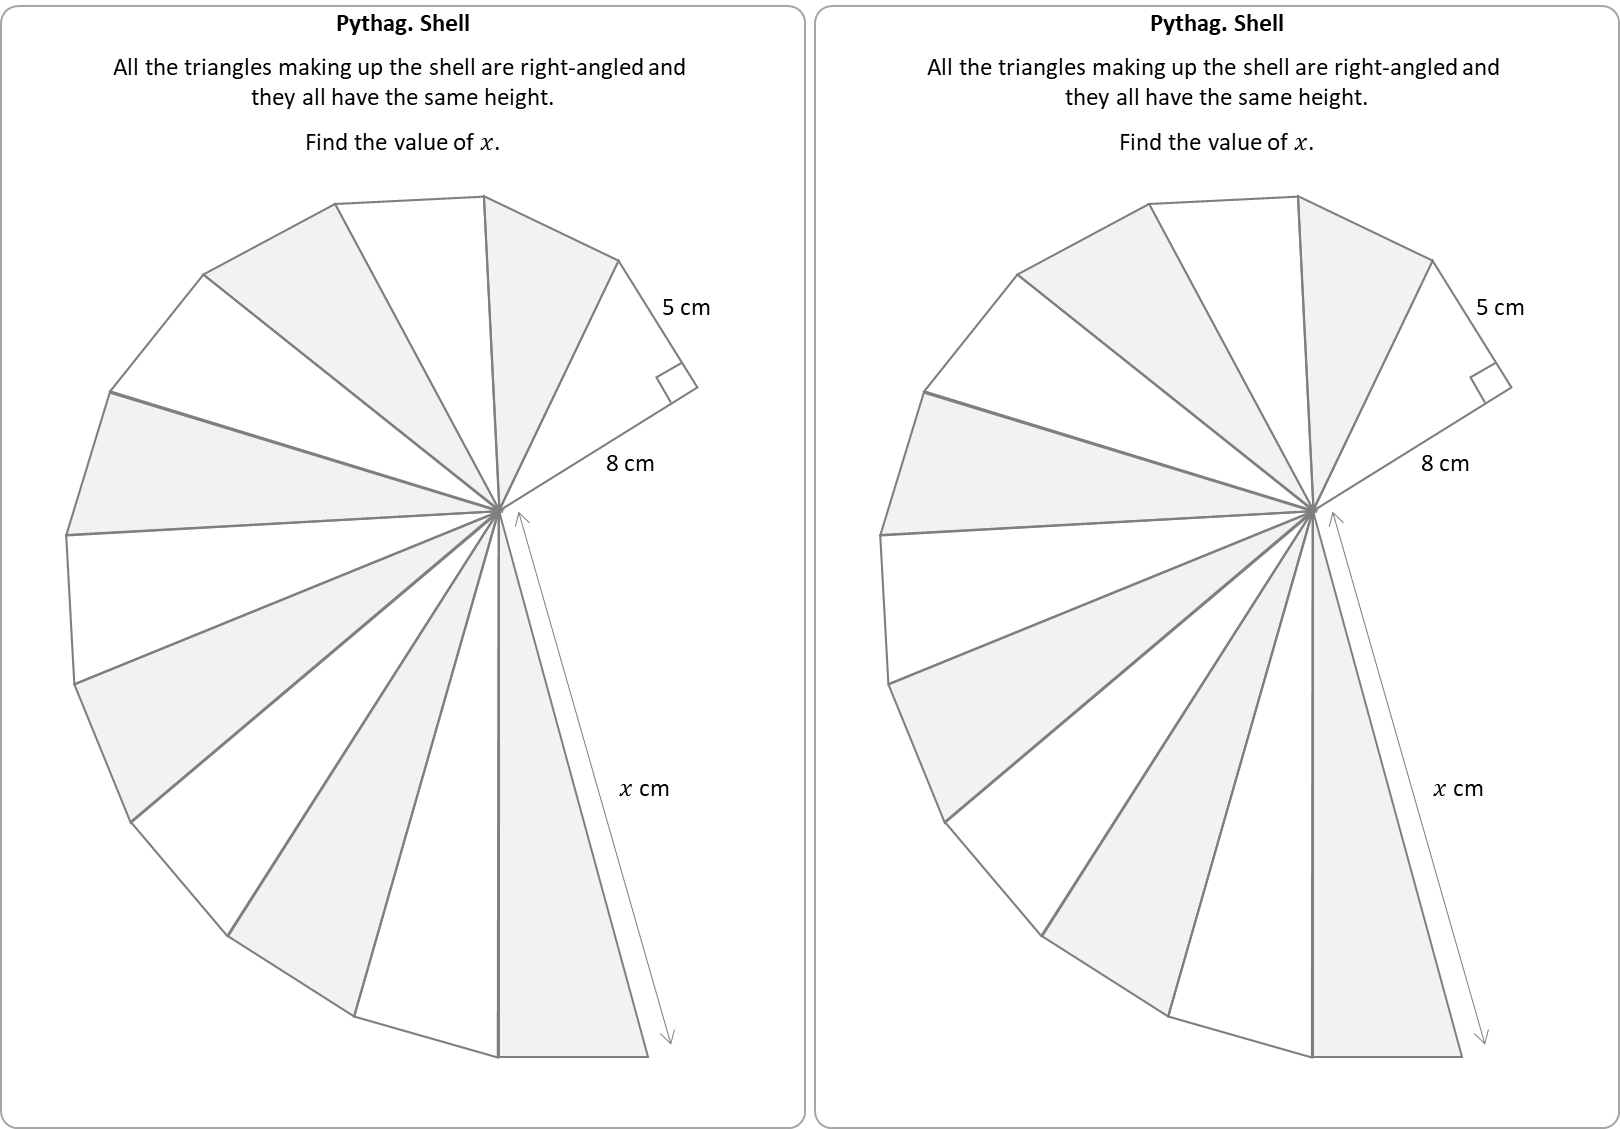 Pythag. Shell
All the triangles making up the shell are right-angled and
they all have the same height.
Find the value of 𝑥.
5 cm
8 cm
𝑥 cm
Pythag. Shell
All the triangles making up the shell are right-angled and
they all have the same height.
Find the value of 𝑥.
5 cm
8 cm
𝑥 cm